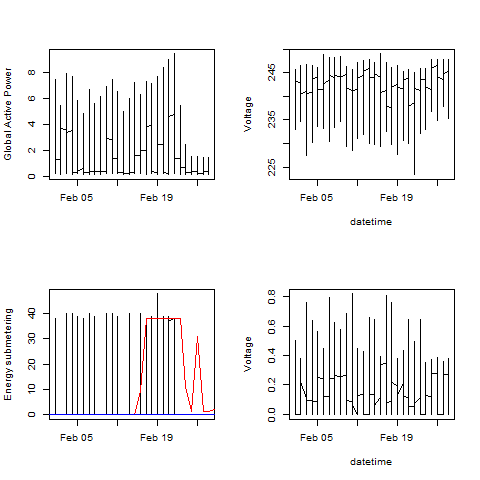 Global Active Power
0 2 4 6 8
Feb 05 Feb 19
Voltage
225 235 245
Feb 05 Feb 19
datetime
Energy submetering
0 10 20 30 40
Feb 05 Feb 19
Voltage
0.0 0.2 0.4 0.6 0.8
Feb 05 Feb 19
datetime